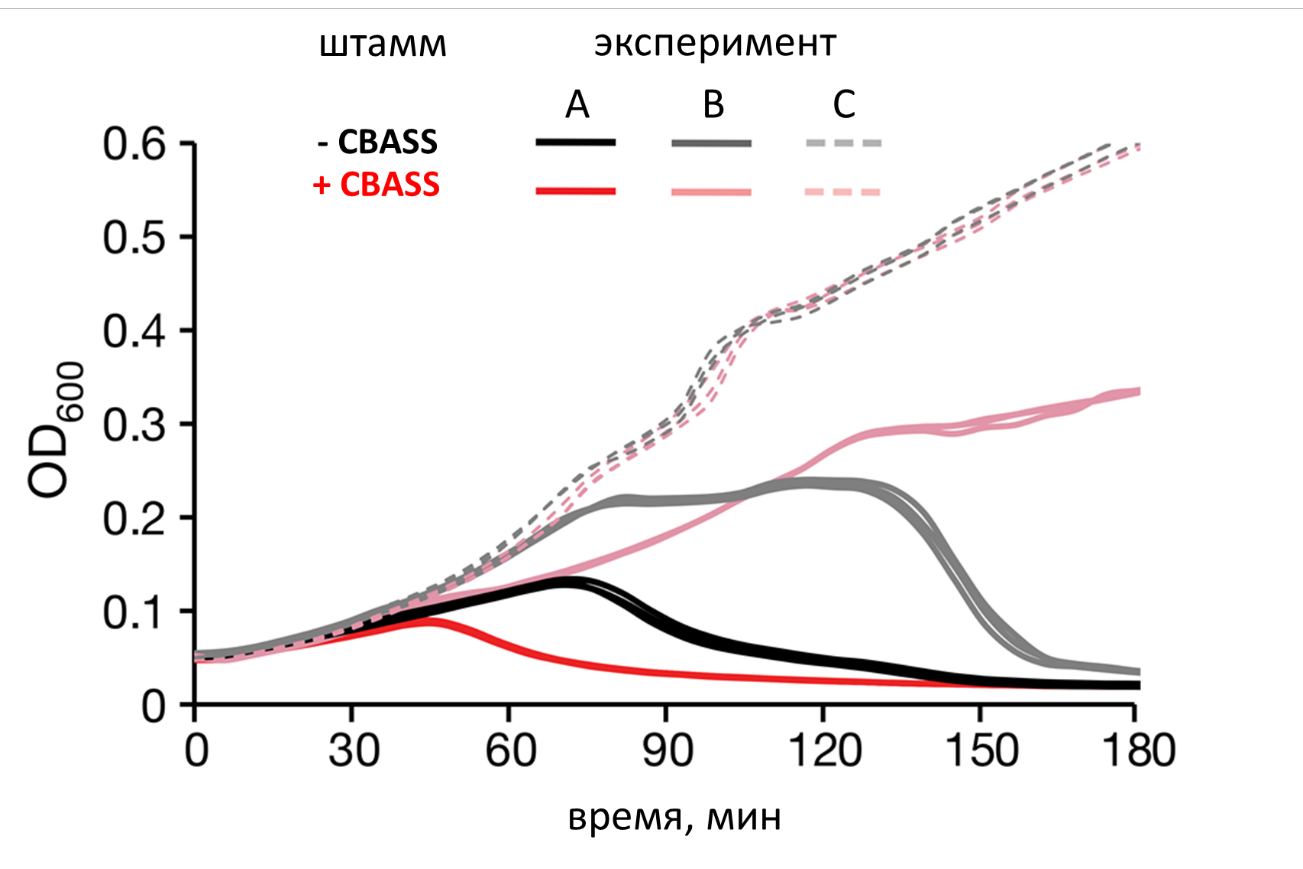 штамм эксперимент
A B C
- CBASS
+ CBASS
0.6
0.5
0.4
0.3
0.2
0.1
0
OD600
0 30 60 90 120 150 180
время, мин